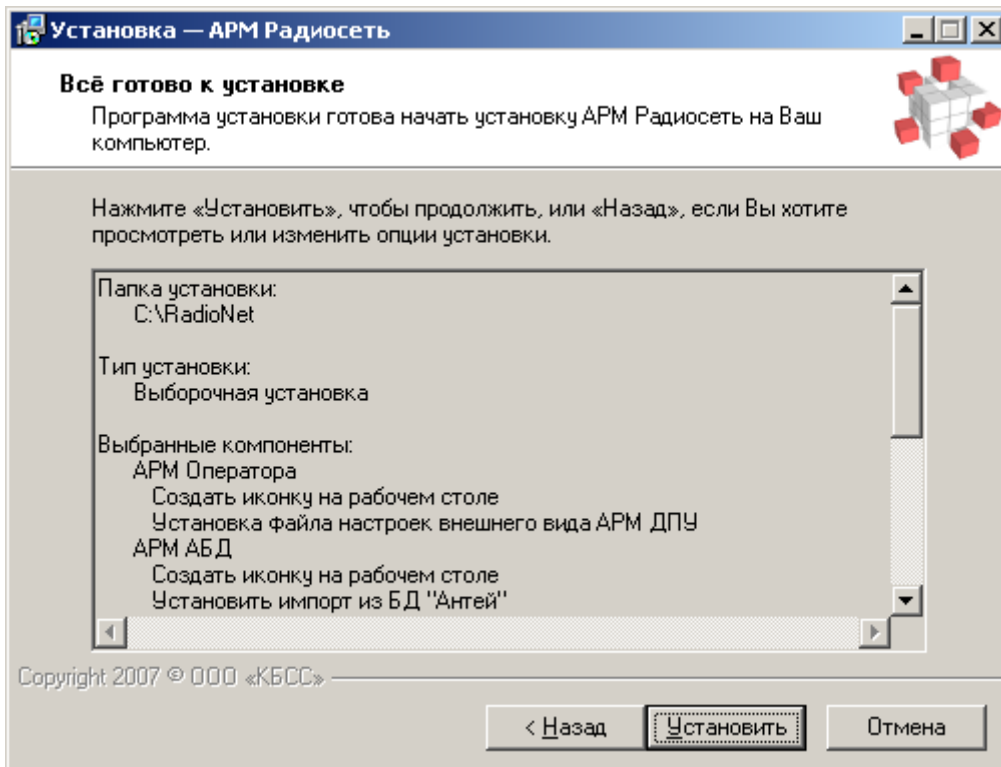 Установка — АРМ Радиосеть
Всё готово к установке
Программа установки готова начать установку АРМ Радиосеть на Ваш
компьютер.
Нажмите «Установить», чтобы продолжить, или «Назад», если Вы хотите
просмотреть или изменить опции установки.
Папка установки:
C:\RadioNet
Тип установки:
Выборочная установка
Выбранные компоненты:
АРМ Оператора
Создать иконку на рабочем столе
Установка файла настроек внешнего вида АРМ ДПУ
АРМ АБД
Создать иконку на рабочем столе
Установить импорт из БД "Антей"
Copyright 2007 © ООО «КБСС»
< Назад Установить Отмена